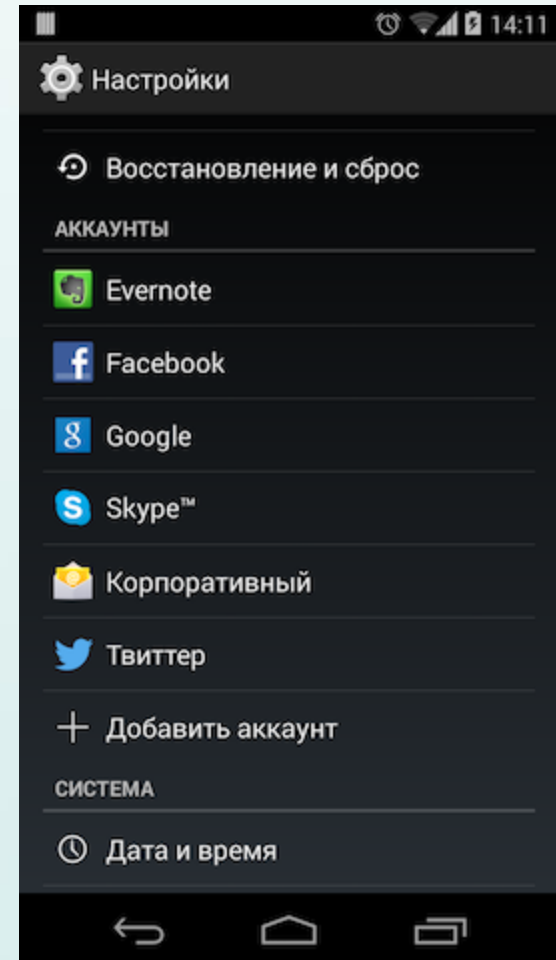 14:11
Настройки
Восстановление и сброс
АККАУНТЫ
Evernote
Facebook
Google
Skype™
Корпоративный
Твиттер
Добавить аккаунт
СИСТЕМА
Дата и время